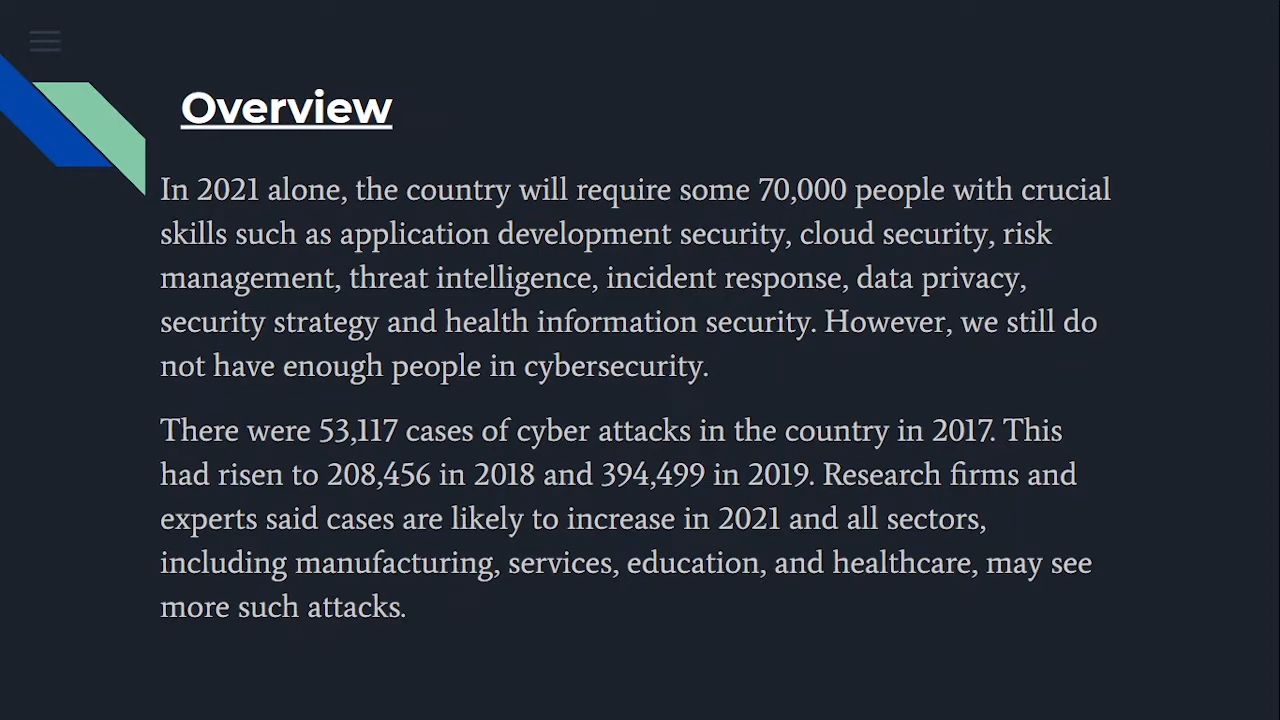 Overview
In 2021 alone, the country will require some 70,000 people with crucial
skills such as application development security, cloud security, risk
management, threat intelligence, incident response, data privacy,
security strategy and health information security. However, we still do
not have enough people in cybersecurity.
There were 53,117 cases of cyber attacks in the country in 2017. This
had risen to 208,456 in 2018 and 394,499 in 2019. Research firms and
experts said cases are likely to increase in 2021 and all sectors,
including manufacturing, services, education, and healthcare, may see
more such attacks.